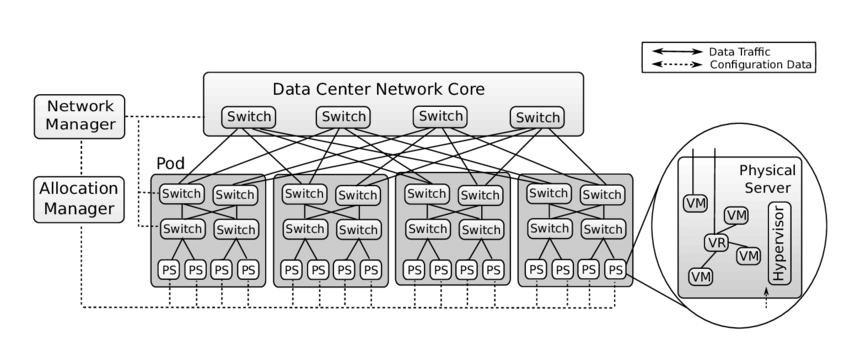 Data Traffic
Configuration Data
Data Center Network Core
Switch Switch Switch Switch
Network
Manager
Allocation
Manager
Pod
Switch Switch Switch Switch Switch Switch Switch Switch
Switch Switch Switch Switch Switch Switch Switch Switch
PS PS PS PS PS PS PS PS PS PS PS PS PS PS PS PS
Physical
Server
VM
VM
VR
VM
VM
Hypervisor